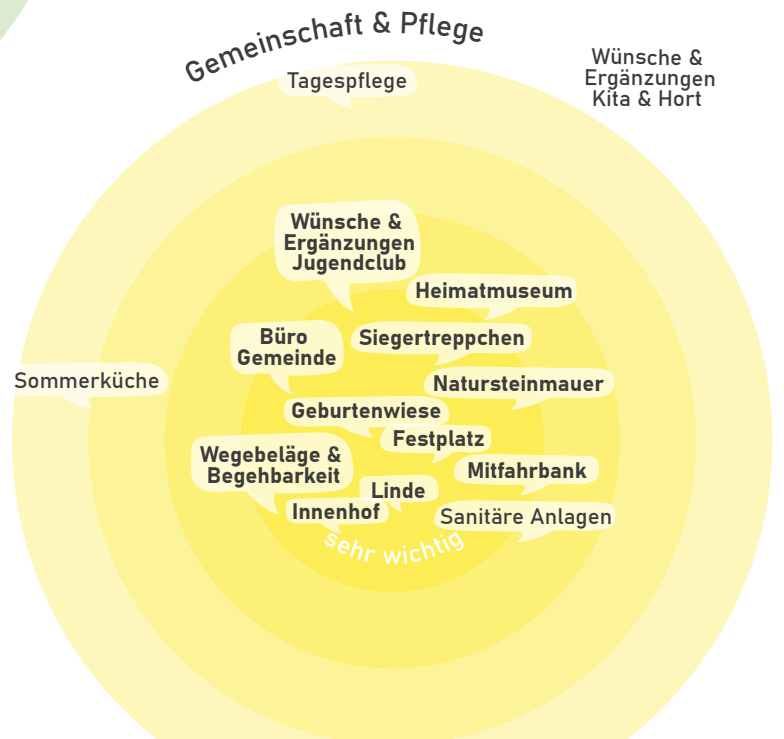 Gemeinschaft & Pflege
Wünsche &
Ergänzungen
Kita & Hort
Tagespflege
Wünsche &
Ergänzungen
Jugendclub
Heimatmuseum
Büro
Gemeinde
Siegertreppchen
Sommerküche
Natursteinmauer
Geburtenwiese
Festplatz
Wegebeläge &
Begehbarkeit
Mitfahrbank
Linde
Innenhof
Sanitäre Anlagen
sehr wichtig